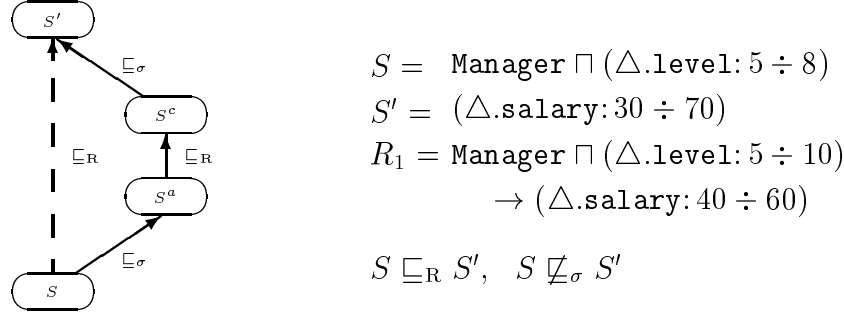 S′
⊑σ
S^c
⊑R ⊑R
S^a
⊑σ
S
S = Manager ⊓ (△.level: 5 ÷ 8)
S′ = (△.salary: 30 ÷ 70)
R₁ = Manager ⊓ (△.level: 5 ÷ 10)
→ (△.salary: 40 ÷ 60)
S ⊑R S′, S ⋢σ S′